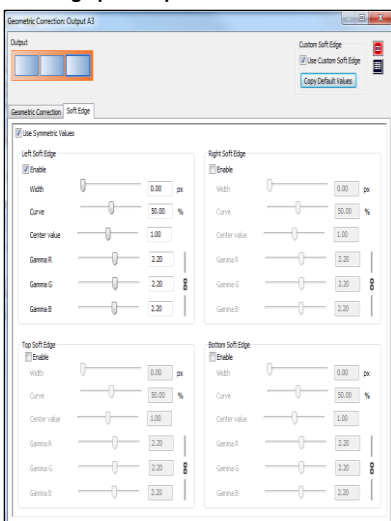 Geometric Correction: Output A3
Output
Custom Soft Edge
Use Custom Soft Edge
Copy Default Values
Geometric Correction
Soft Edge
Use Symmetric Values
Left Soft Edge
Enable
Width 0.00 px
Curve 50.00 %
Center value 1.00
Gamma R 2.20
Gamma G 2.20
Gamma B 2.20
Right Soft Edge
Enable
Width 0.00 px
Curve 50.00 %
Center value 1.00
Gamma R 2.20
Gamma G 2.20
Gamma B 2.20
Top Soft Edge
Enable
Width 0.00 px
Curve 50.00 %
Center value 1.00
Gamma R 2.20
Gamma G 2.20
Gamma B 2.20
Bottom Soft Edge
Enable
Width 0.00 px
Curve 50.00 %
Center value 1.00
Gamma R 2.20
Gamma G 2.20
Gamma B 2.20